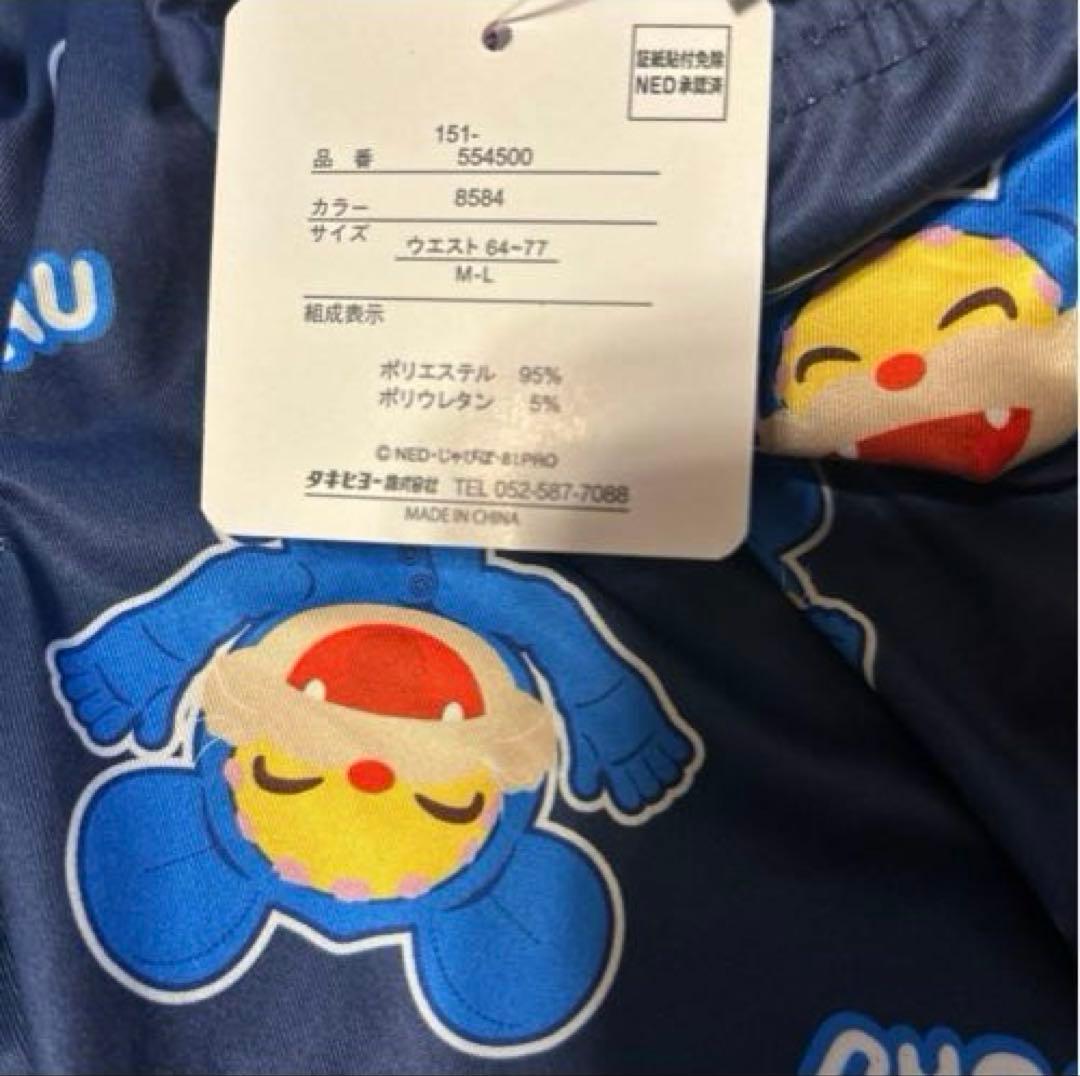 証紙貼付免除
NED承認済
151-
品 番 554500
カラー 8584
サイズ
ウエスト 64~77
M-L
組成表示
ポリエステル 95%
ポリウレタン 5%
© NED・じゃぴぽ・81PRO
タキヒヨー株式会社 TEL 052-587-7088
MADE IN CHINA